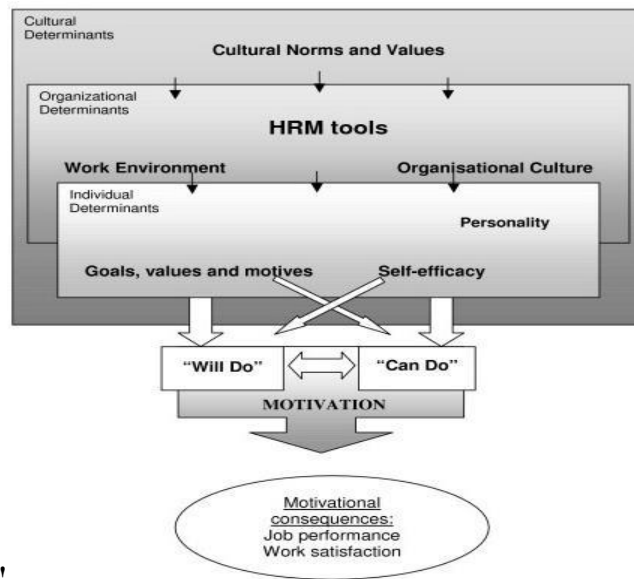 Cultural
Determinants
Cultural Norms and Values
Organizational
Determinants
HRM tools
Work Environment
Organisational Culture
Individual
Determinants
Personality
Goals, values and motives
Self-efficacy
"Will Do"
"Can Do"
MOTIVATION
Motivational
consequences:
Job performance
Work satisfaction
'